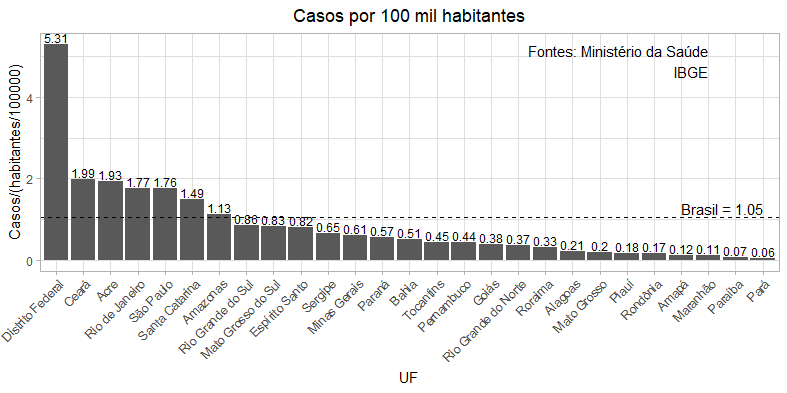 Casos por 100 mil habitantes
Fontes: Ministério da Saúde
IBGE
Casos/(habitantes/100000)
4
2
0
5.31
1.99
1.93
1.77
1.76
1.49
1.13
0.86
0.83
0.82
0.65
0.61
0.57
0.51
0.45
0.44
0.38
0.37
0.33
0.21
0.2
0.18
0.17
0.12
0.11
0.07
0.06
Brasil = 1.05
Distrito Federal
Ceará
Acre
Rio de Janeiro
São Paulo
Santa Catarina
Amazonas
Rio Grande do Sul
Mato Grosso do Sul
Espírito Santo
Sergipe
Minas Gerais
Paraná
Bahia
Tocantins
Pernambuco
Goiás
Rio Grande do Norte
Roraima
Alagoas
Mato Grosso
Piauí
Rondônia
Amapá
Maranhão
Paraíba
Pará
UF